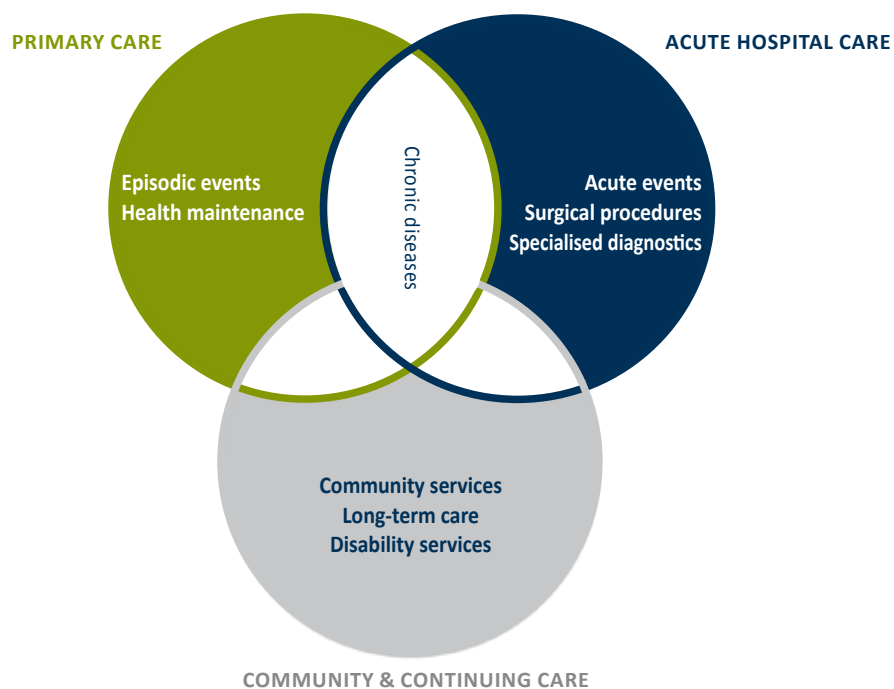 PRIMARY CARE
ACUTE HOSPITAL CARE
Episodic events
Health maintenance
Chronic diseases
Acute events
Surgical procedures
Specialised diagnostics
Community services
Long-term care
Disability services
COMMUNITY & CONTINUING CARE